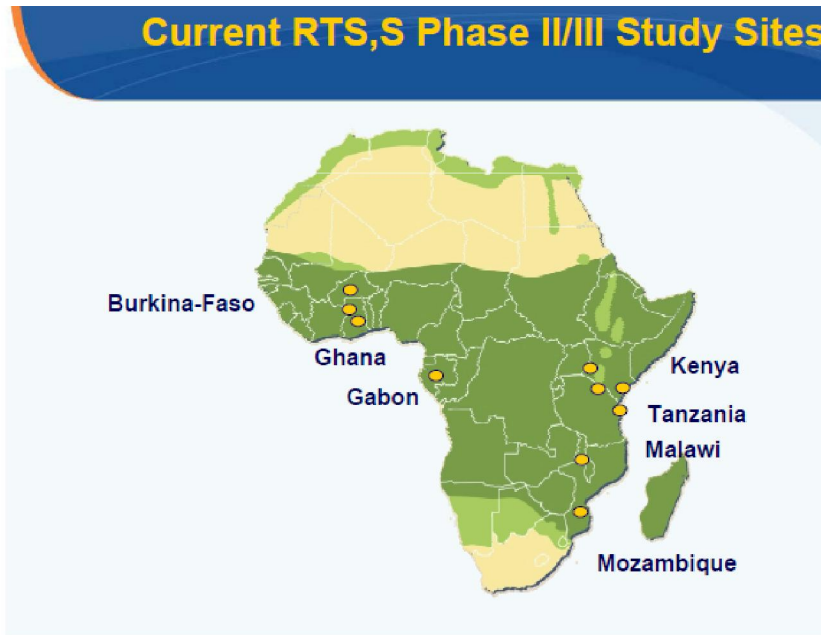 Current RTS,S Phase II/III Study Sites
Burkina-Faso
Ghana
Gabon
Kenya
Tanzania
Malawi
Mozambique